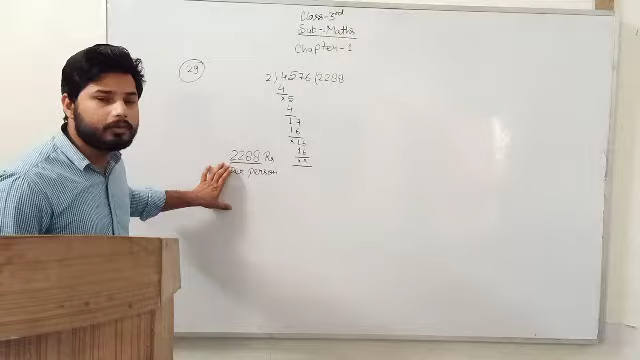 Class-3rd
Sub-Maths
Chapter-1
29
2) 4576 (2288
4
x5
4
17
16
x16
16
xx
2288 Rs
Per person